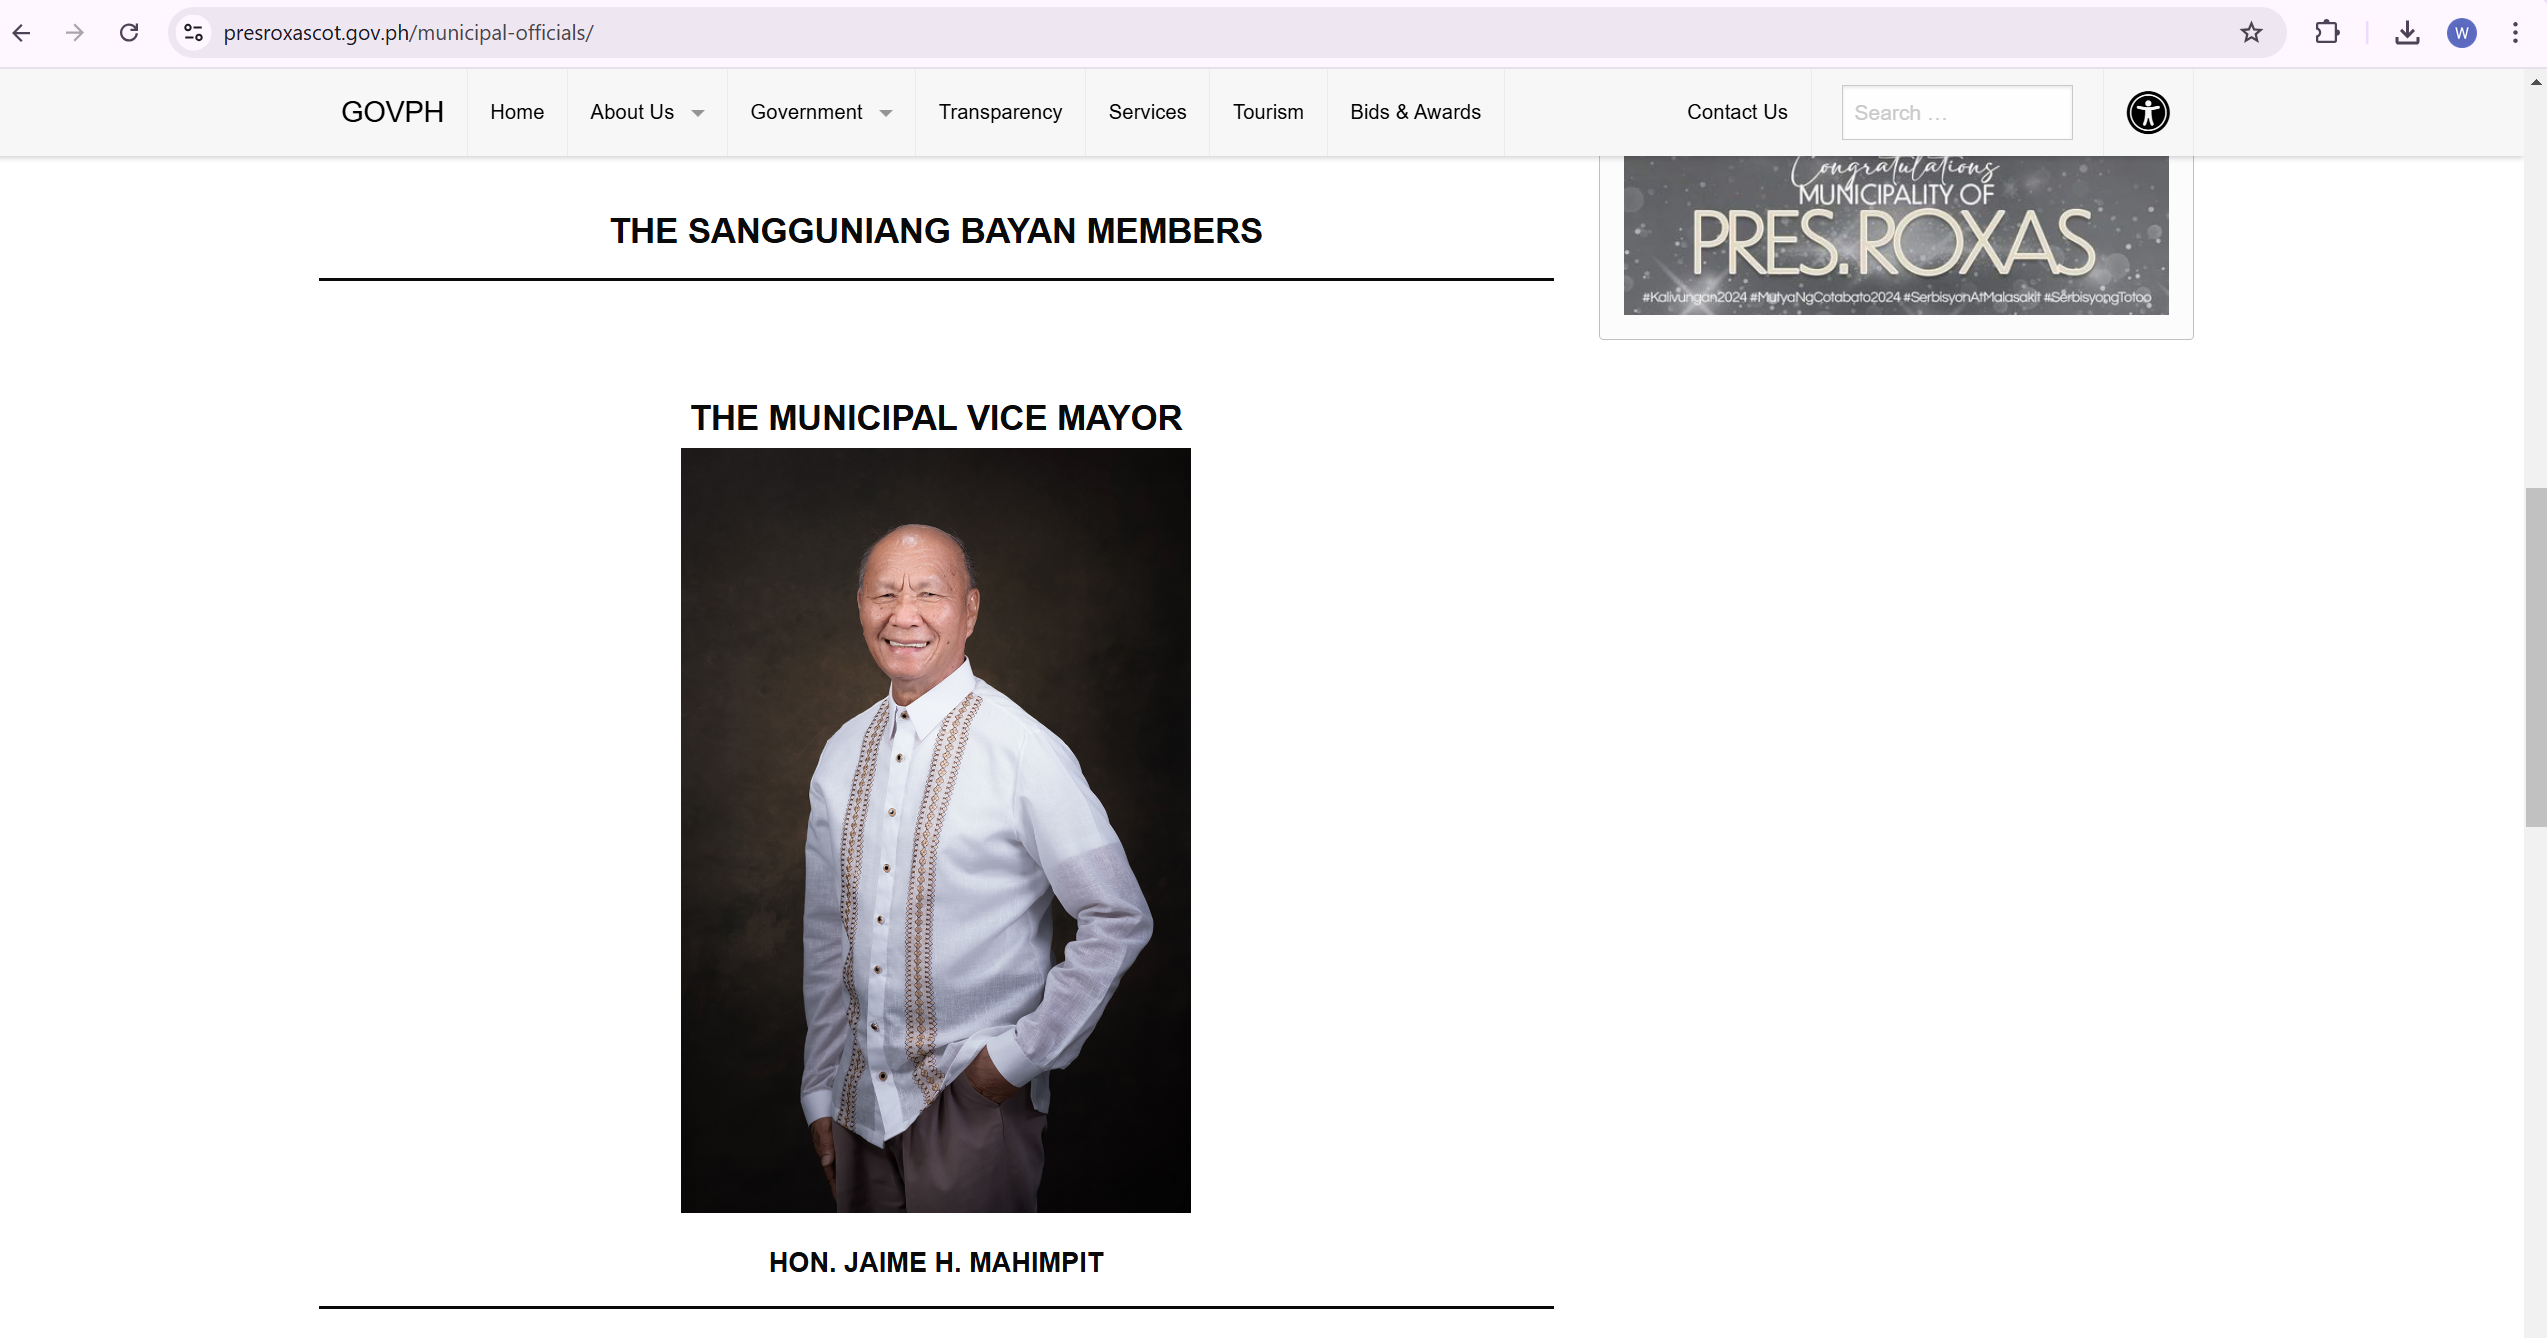 presroxascot.gov.ph/municipal-officials/
W
GOVPH Home About Us Government Transparency Services Tourism Bids & Awards Contact Us Search ...
Congratulations
MUNICIPALITY OF
PRES.ROXAS
#Kalivungan2024 #MutyaNgCotabato2024 #SerbisyonAtMalasakit #SerbisyongTotoo
THE SANGGUNIANG BAYAN MEMBERS
THE MUNICIPAL VICE MAYOR
HON. JAIME H. MAHIMPIT